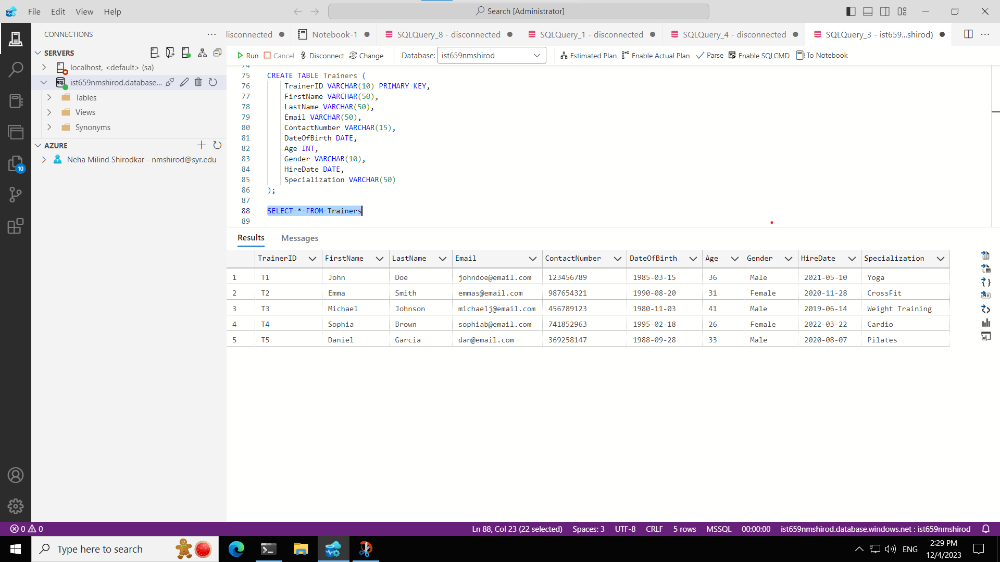 File Edit View Help
Search [Administrator]
CONNECTIONS
disconnected Notebook-1 SQLQuery_8 - disconnected SQLQuery_1 - disconnected SQLQuery_4 - disconnected SQLQuery_3 - ist659...shirod)
SERVERS
Run Cancel Disconnect Change Database: ist659nmshirod Estimated Plan Enable Actual Plan Parse Enable SQLCMD To Notebook
localhost, <default> (sa)
ist659nmshirod.database...
Tables
Views
Synonyms
AZURE
Neha Milind Shirodkar - nmshirod@syr.edu
10
74
75 CREATE TABLE Trainers (
76 TrainerID VARCHAR(10) PRIMARY KEY,
77 FirstName VARCHAR(50),
78 LastName VARCHAR(50),
79 Email VARCHAR(50),
80 ContactNumber VARCHAR(15),
81 DateOfBirth DATE,
82 Age INT,
83 Gender VARCHAR(10),
84 HireDate DATE,
85 Specialization VARCHAR(50)
86 );
87
88 SELECT * FROM Trainers
89
Results Messages
TrainerID FirstName LastName Email ContactNumber DateOfBirth Age Gender HireDate Specialization
1 T1 John Doe johndoe@email.com 123456789 1985-03-15 36 Male 2021-05-10 Yoga
2 T2 Emma Smith emmas@email.com 987654321 1990-08-20 31 Female 2020-11-28 CrossFit
3 T3 Michael Johnson michaelj@email.com 456789123 1980-11-03 41 Male 2019-06-14 Weight Training
4 T4 Sophia Brown sophiab@email.com 741852963 1995-02-18 26 Female 2022-03-22 Cardio
5 T5 Daniel Garcia dan@email.com 369258147 1988-09-28 33 Male 2020-08-07 Pilates
0 0 Ln 88, Col 23 (22 selected) Spaces: 3 UTF-8 CRLF 5 rows MSSQL 00:00:00 ist659nmshirod.database.windows.net : ist659nmshirod
Type here to search
ENG
2:29 PM
12/4/2023